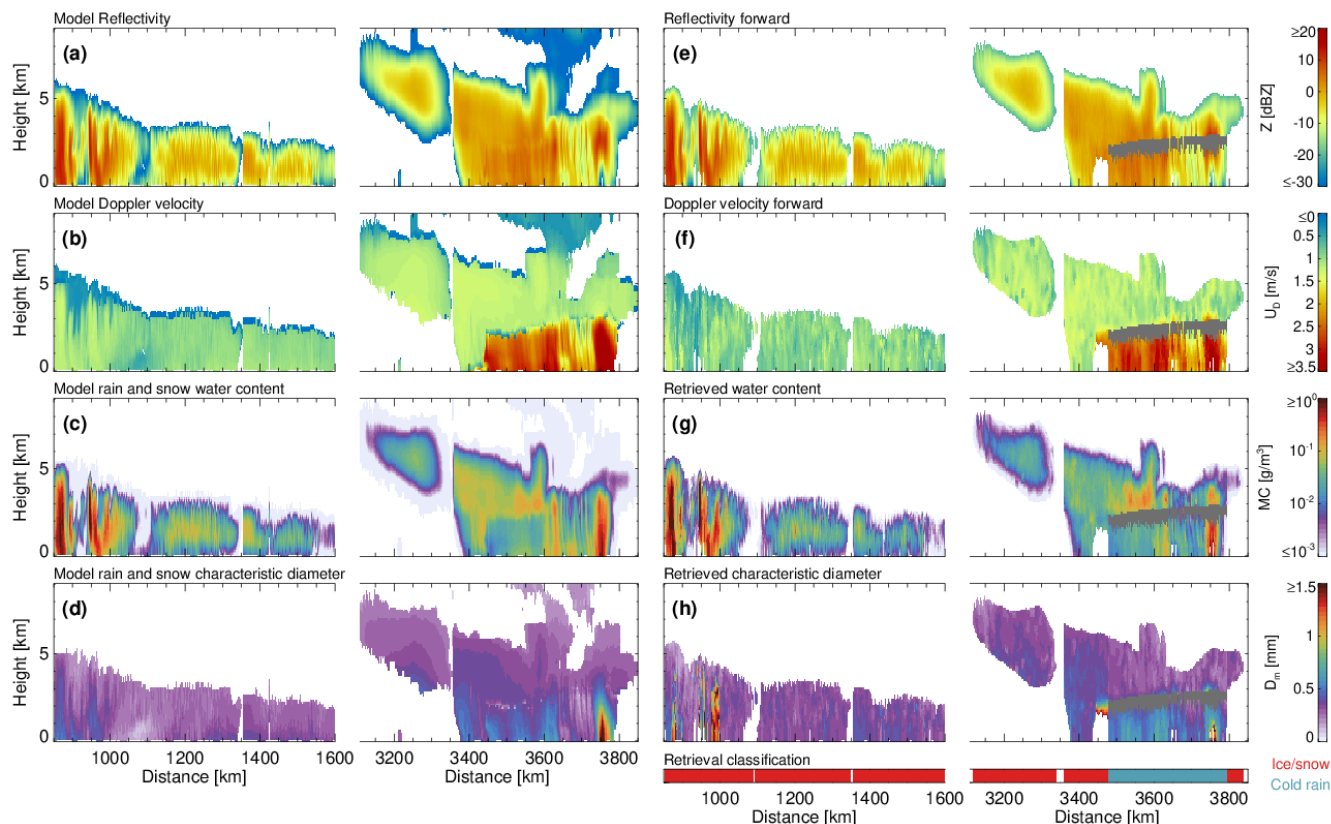 Model Reflectivity
Reflectivity forward
(a)
(e)
Height [km]
5
0
≥20
10
0
-10
-20
≤-30
Z [dBZ]
Model Doppler velocity
Doppler velocity forward
(b)
(f)
Height [km]
5
0
≤0
0.5
1
1.5
2
2.5
3
≥3.5
U_D [m/s]
Model rain and snow water content
Retrieved water content
(c)
(g)
Height [km]
5
0
≥10^0
10^-1
10^-2
≤10^-3
MC [g/m^3]
Model rain and snow characteristic diameter
Retrieved characteristic diameter
(d)
(h)
Height [km]
5
0
≥1.5
1
0.5
0
D_m [mm]
1000 1200 1400 1600 3200 3400 3600 3800
Distance [km] Distance [km]
Retrieval classification
Ice/snow
Cold rain
1000 1200 1400 1600 3200 3400 3600 3800
Distance [km] Distance [km]